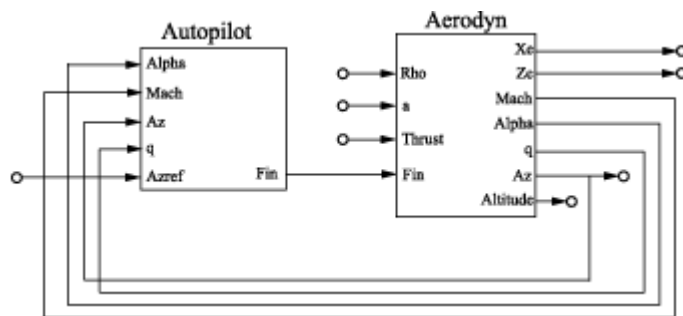 Autopilot
Alpha
Mach
Az
q
Azref
Fin
Aerodyn
Rho
a
Thrust
Fin
Xe
Ze
Mach
Alpha
q
Az
Altitude